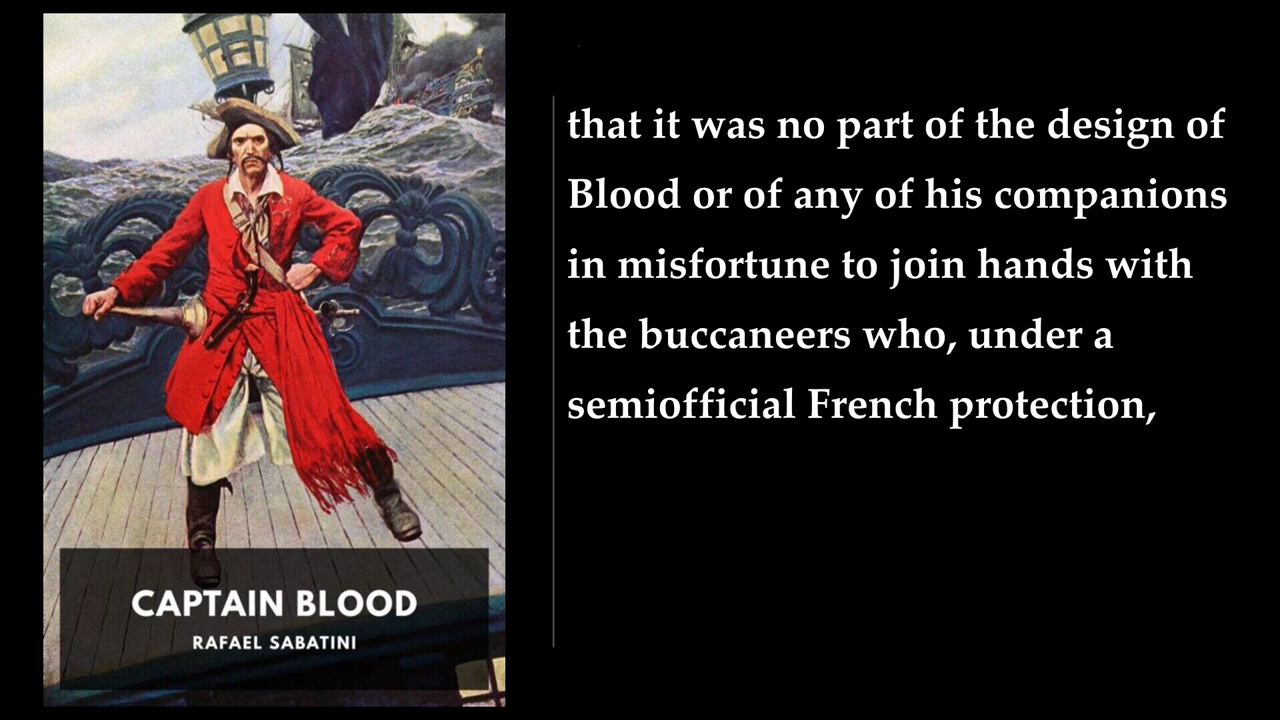 CAPTAIN BLOOD
RAFAEL SABATINI
that it was no part of the design of
Blood or of any of his companions
in misfortune to join hands with
the buccaneers who, under a
semiofficial French protection,